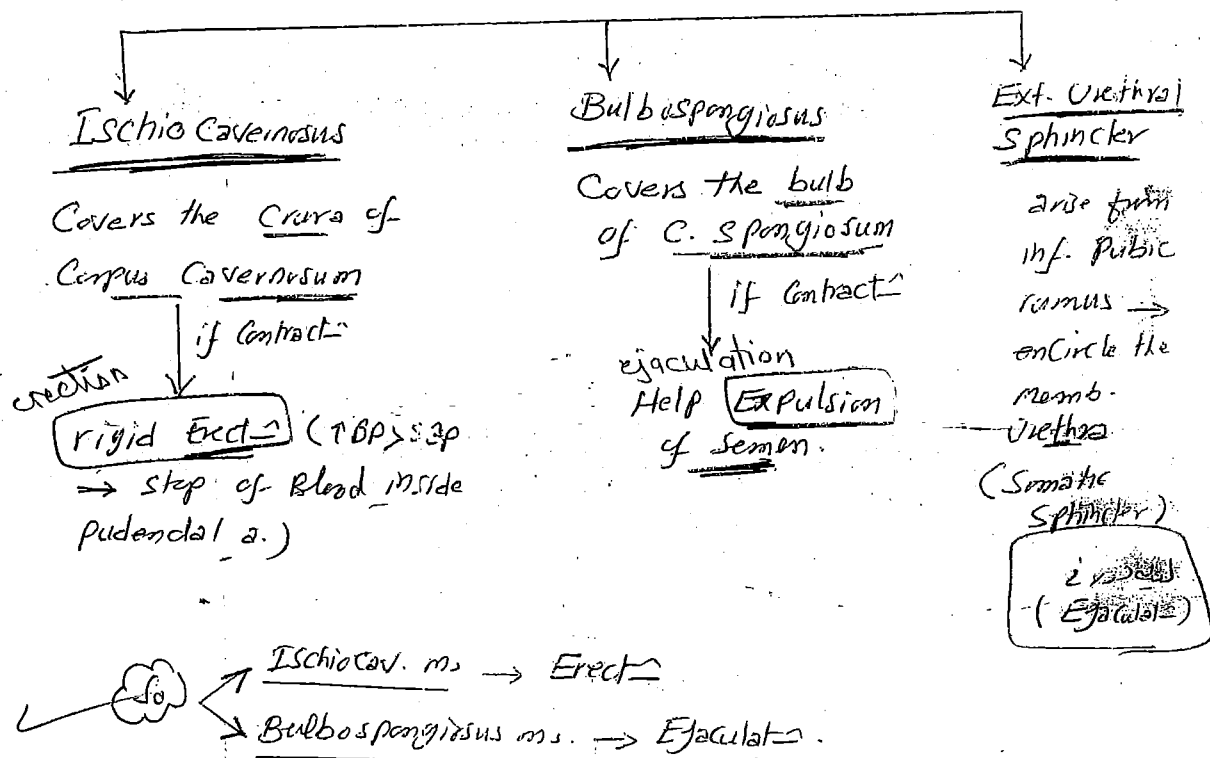 Ischio Cavernosus
Covers the Crura of
Corpus Cavernosum
if Contract
erection
rigid Erect (↑BP > SBP
⇒ Stop of Blood inside
pudendal a.)
Bulbospongiosus
Covers the bulb
of C. Spongiosum
if Contract
ejaculation
Help Expulsion
of Semen.
Ext. Urethral
Sphincter
arise from
inf. Pubic
ramus →
enCircle the
memb.
Urethra
(Somatic
Sphincter)
(Ejaculat)
So
IschioCav. ms → Erect
Bulbospongiosus ms. → Ejaculat.